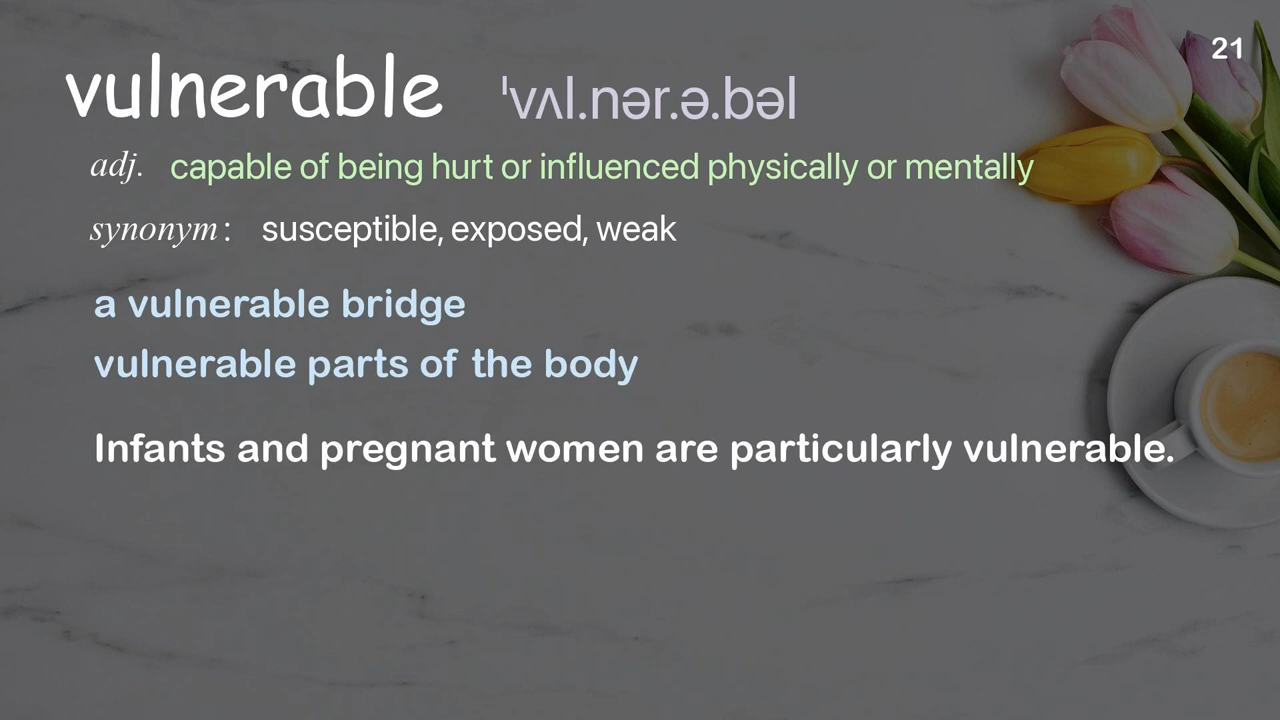 21
vulnerable ˈvʌl.nər.ə.bəl
adj. capable of being hurt or influenced physically or mentally
synonym: susceptible, exposed, weak
a vulnerable bridge
vulnerable parts of the body
Infants and pregnant women are particularly vulnerable.